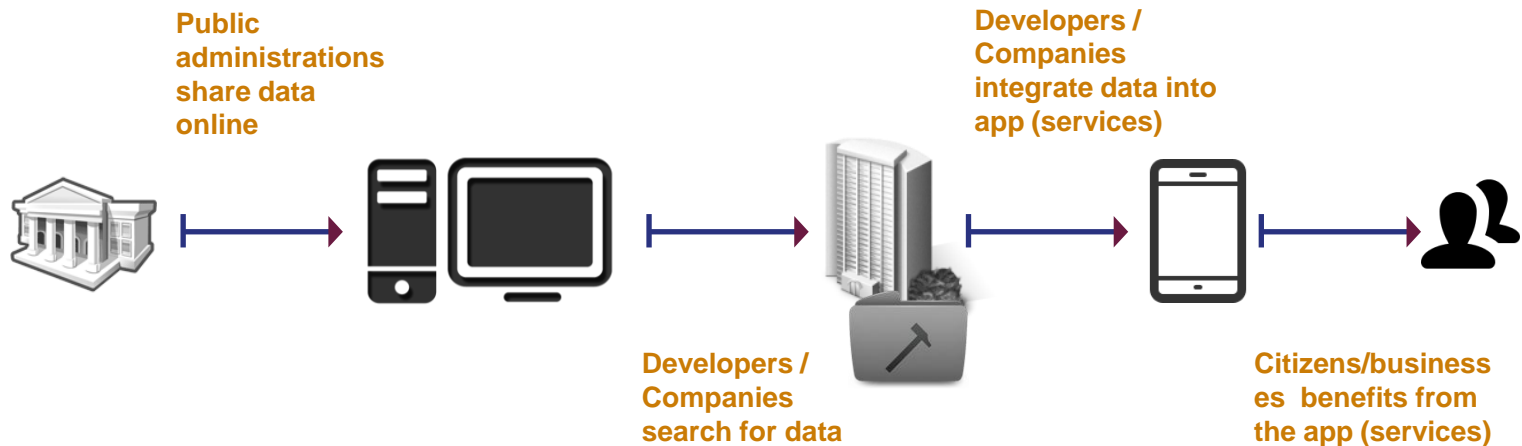 Public
administrations
share data
online
Developers /
Companies
search for data
Developers /
Companies
integrate data into
app (services)
Citizens/business
es  benefits from
the app (services)